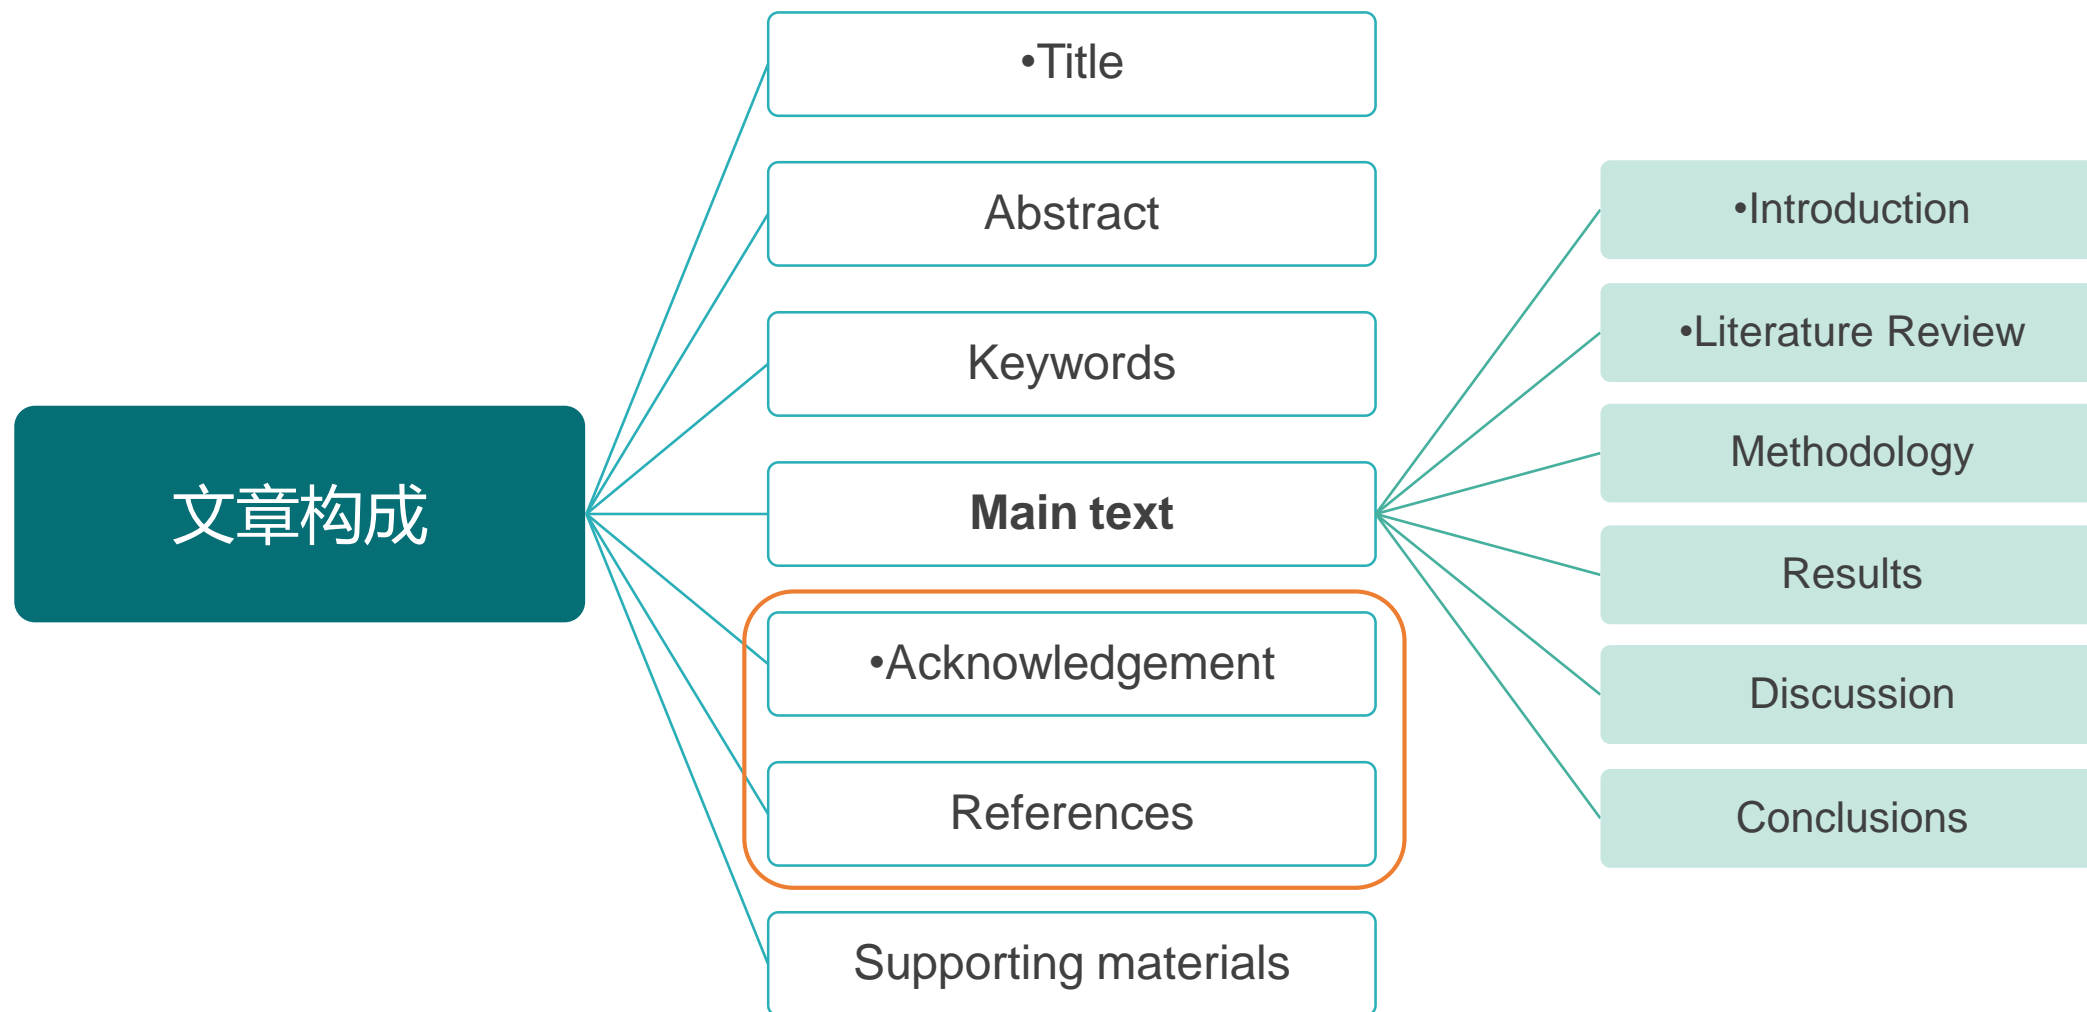 文章构成
•Title
Abstract
Keywords
Main text
•Acknowledgement
References
Supporting materials
•Introduction
•Literature Review
Methodology
Results
Discussion
Conclusions